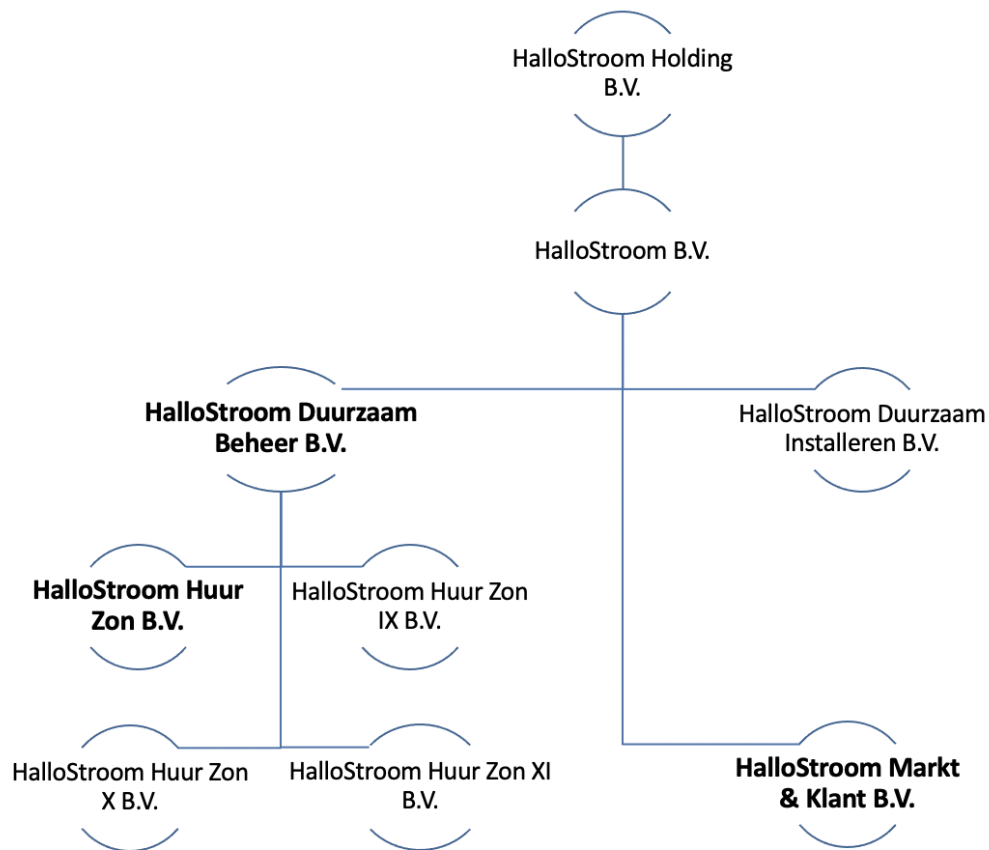 HalloStroom Holding
B.V.
HalloStroom B.V.
HalloStroom Duurzaam
Beheer B.V.
HalloStroom Duurzaam
Installeren B.V.
HalloStroom Huur
Zon B.V.
HalloStroom Huur Zon
IX B.V.
HalloStroom Huur Zon
X B.V.
HalloStroom Huur Zon XI
B.V.
HalloStroom Markt
& Klant B.V.